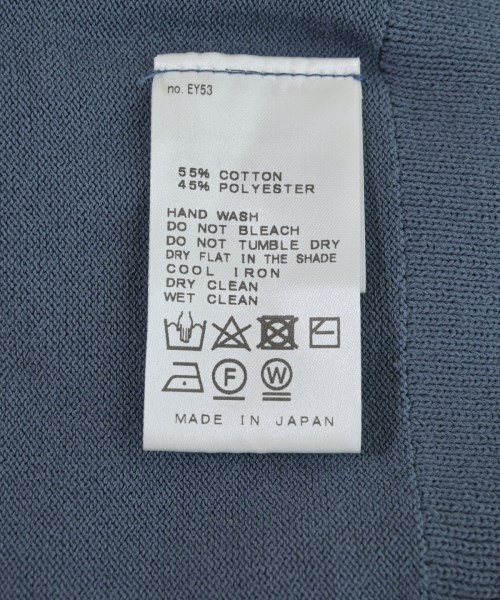 no. EY53
55% COTTON
45% POLYESTER
HAND WASH
DO NOT BLEACH
DO NOT TUMBLE DRY
DRY FLAT IN THE SHADE
COOL IRON
DRY CLEAN
WET CLEAN
F W
MADE IN JAPAN